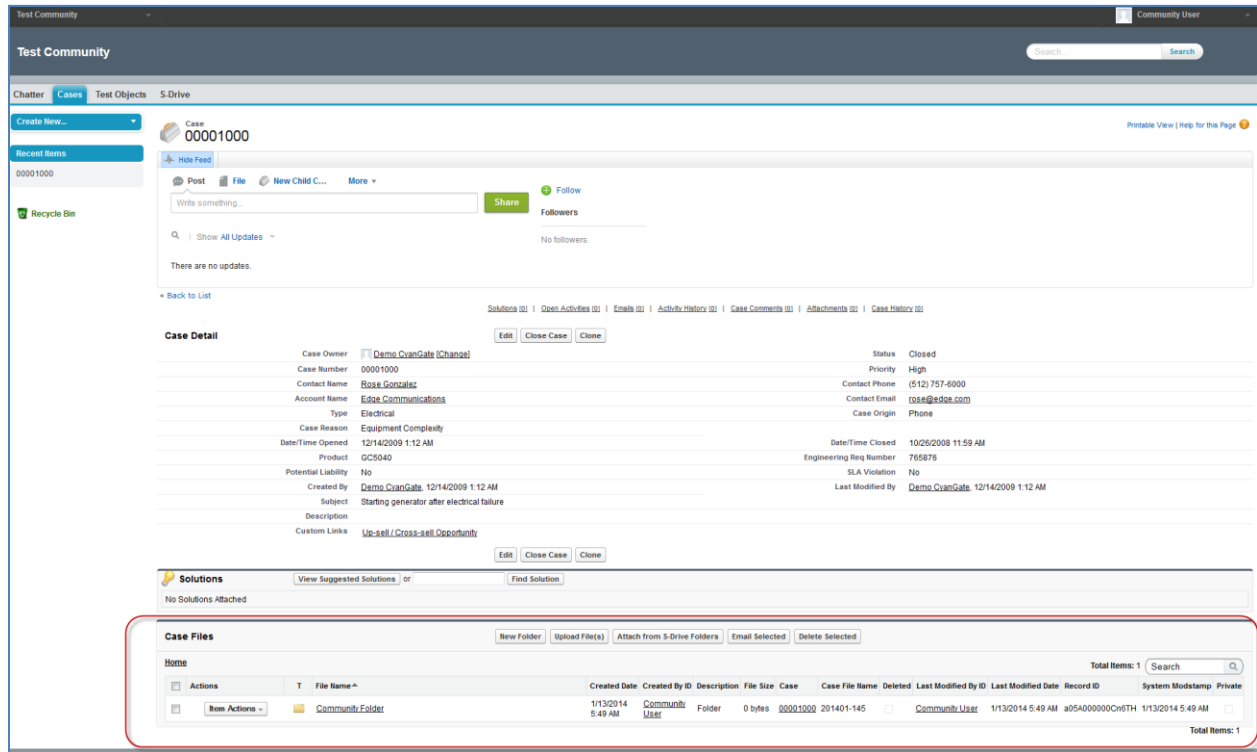 Test Community
Community User
Test Community
Search...
Search
Chatter Cases Test Objects S-Drive
Create New...
Recent Items
00001000
Recycle Bin
Case
00001000
Printable View | Help for this Page
Hide Feed
Post File New Child C... More
Write something...
Share
Follow
Followers
No followers.
Show All Updates
There are no updates.
« Back to List
Solutions [0] | Open Activities [0] | Emails [0] | Activity History [0] | Case Comments [0] | Attachments [0] | Case History [0]
Case Detail
Edit Close Case Clone
Case Owner Demo CyanGate [Change] Status Closed
Case Number 00001000 Priority High
Contact Name Rose Gonzalez Contact Phone (512) 757-6000
Account Name Edge Communications Contact Email rose@edge.com
Type Electrical Case Origin Phone
Case Reason Equipment Complexity
Date/Time Opened 12/14/2009 1:12 AM Date/Time Closed 10/26/2008 11:59 AM
Product GC5040 Engineering Req Number 765876
Potential Liability No SLA Violation No
Created By Demo CyanGate, 12/14/2009 1:12 AM Last Modified By Demo CyanGate, 12/14/2009 1:12 AM
Subject Starting generator after electrical failure
Description
Custom Links Up-sell / Cross-sell Opportunity
Edit Close Case Clone
Solutions View Suggested Solutions or Find Solution
No Solutions Attached
Case Files New Folder Upload File(s) Attach from S-Drive Folders Email Selected Delete Selected
Home
Total Items: 1 Search
Actions T File Name Created Date Created By ID Description File Size Case Case File Name Deleted Last Modified By ID Last Modified Date Record ID System Modstamp Private
Item Actions Community Folder 1/13/2014 5:49 AM Community User Folder 0 bytes 00001000 201401-145 Community User 1/13/2014 5:49 AM a05A000000Cn6TH 1/13/2014 5:49 AM
Total Items: 1